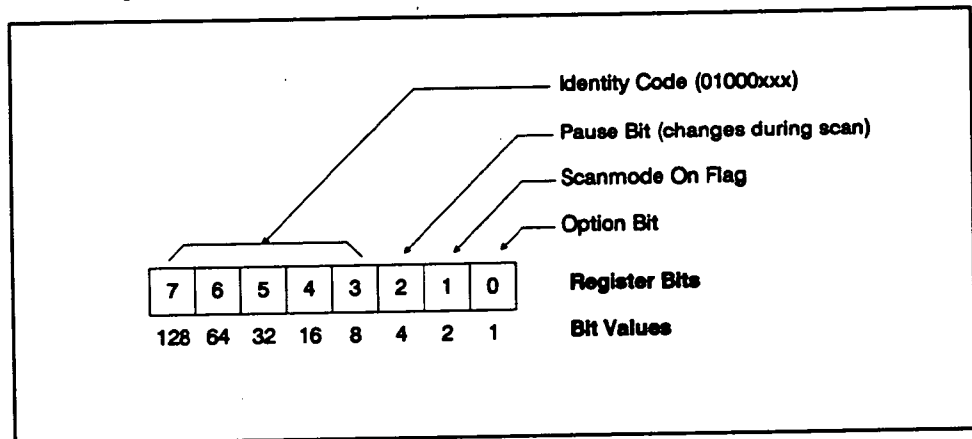 Identity Code (01000xxx)
Pause Bit (changes during scan)
Scanmode On Flag
Option Bit
7 6 5 4 3 2 1 0 Register Bits
128 64 32 16 8 4 2 1 Bit Values